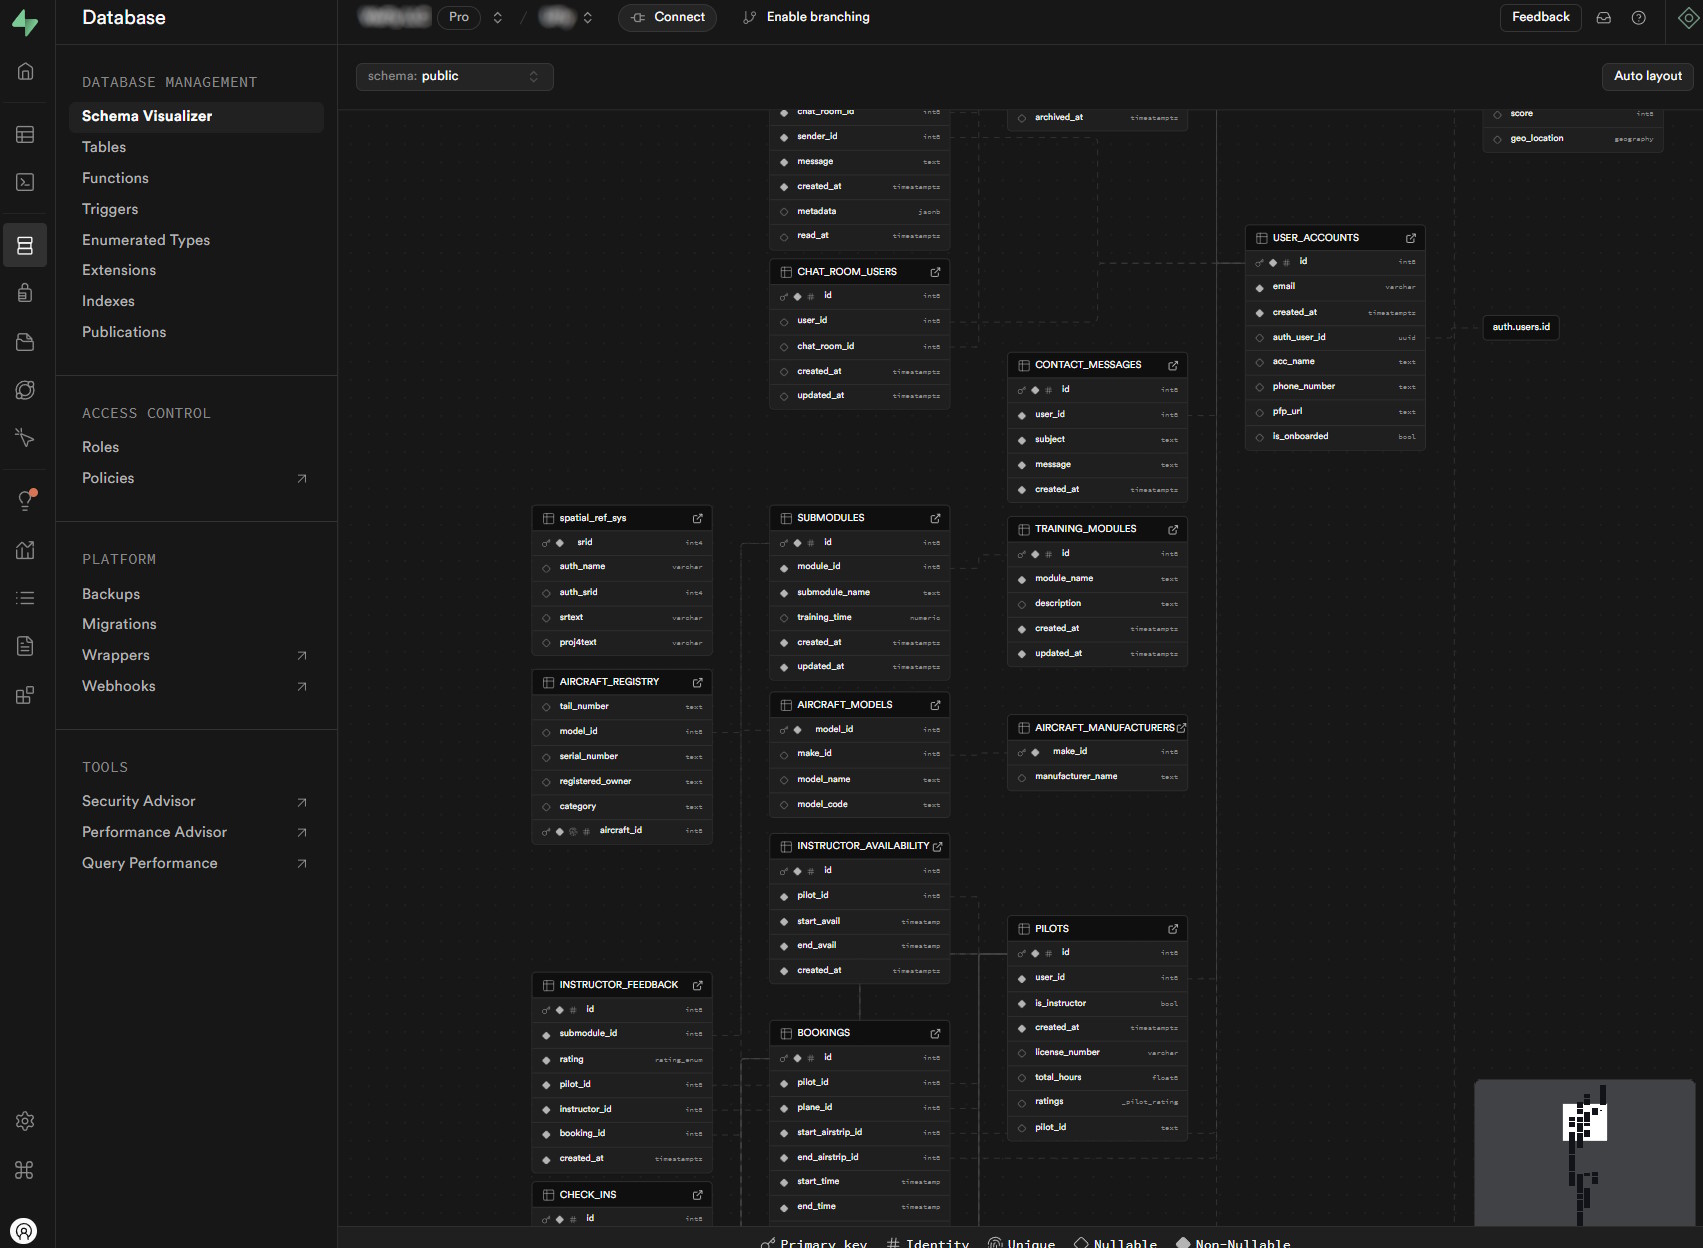 Database
Pro
/
Connect
Enable branching
Feedback
DATABASE MANAGEMENT
Schema Visualizer
Tables
Functions
Triggers
Enumerated Types
Extensions
Indexes
Publications
ACCESS CONTROL
Roles
Policies
PLATFORM
Backups
Migrations
Wrappers
Webhooks
TOOLS
Security Advisor
Performance Advisor
Query Performance
schema: public
Auto layout
chat_room_id int8
sender_id int8
message text
created_at timestamptz
metadata jsonb
read_at timestamptz
archived_at timestamptz
score int8
geo_location geography
CHAT_ROOM_USERS
id int8
user_id int8
chat_room_id int8
created_at timestamptz
updated_at timestamptz
USER_ACCOUNTS
id int8
email varchar
created_at timestamptz
auth_user_id uuid
acc_name text
phone_number text
pfp_url text
is_onboarded bool
auth.users.id
CONTACT_MESSAGES
id int8
user_id int8
subject text
message text
created_at timestamptz
spatial_ref_sys
srid int4
auth_name varchar
auth_srid int4
srtext varchar
proj4text varchar
SUBMODULES
id int8
module_id int8
submodule_name text
training_time numeric
created_at timestamptz
updated_at timestamptz
TRAINING_MODULES
id int8
module_name text
description text
created_at timestamptz
updated_at timestamptz
AIRCRAFT_REGISTRY
tail_number text
model_id int8
serial_number text
registered_owner text
category text
aircraft_id int8
AIRCRAFT_MODELS
model_id int8
make_id int8
model_name text
model_code text
AIRCRAFT_MANUFACTURERS
make_id int8
manufacturer_name text
INSTRUCTOR_AVAILABILITY
id int8
pilot_id int8
start_avail timestamp
end_avail timestamp
created_at timestamptz
PILOTS
id int8
user_id int8
is_instructor bool
created_at timestamptz
license_number varchar
total_hours float8
ratings _pilot_rating
pilot_id text
INSTRUCTOR_FEEDBACK
id int8
submodule_id int8
rating rating_enum
pilot_id int8
instructor_id int8
booking_id int8
created_at timestamptz
BOOKINGS
id int8
pilot_id int8
plane_id int8
start_airstrip_id int8
end_airstrip_id int8
start_time timestamp
end_time timestamp
CHECK_INS
id int8
Primary key
# Identity
Unique
Nullable
Non-Nullable